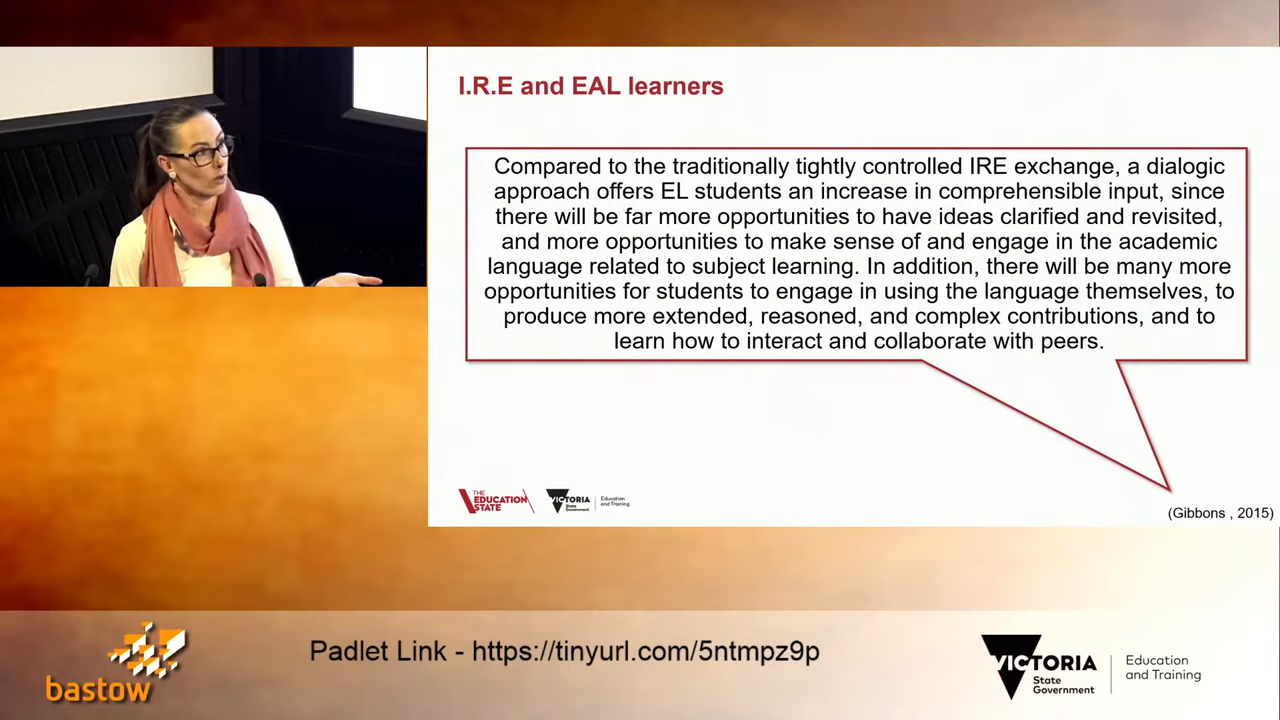 I.R.E and EAL learners
Compared to the traditionally tightly controlled IRE exchange, a dialogic
approach offers EL students an increase in comprehensible input, since
there will be far more opportunities to have ideas clarified and revisited,
and more opportunities to make sense of and engage in the academic
language related to subject learning. In addition, there will be many more
opportunities for students to engage in using the language themselves, to
produce more extended, reasoned, and complex contributions, and to
learn how to interact and collaborate with peers.
THE
EDUCATION
STATE
VICTORIA
State
Government
Education
and Training
(Gibbons , 2015)
bastow
Padlet Link - https://tinyurl.com/5ntmpz9p
VICTORIA
State
Government
Education
and Training